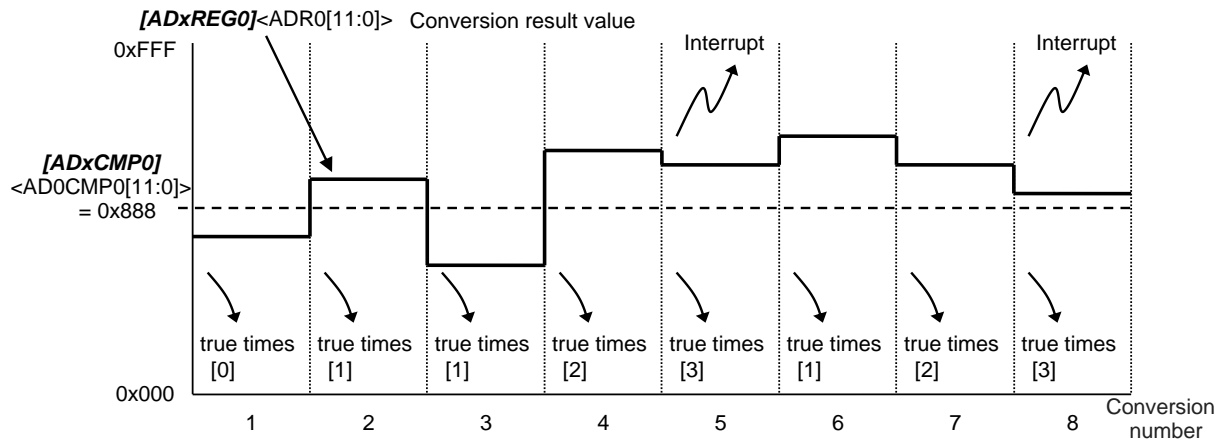 [ADxREG0]<ADR0[11:0]> Conversion result value
0xFFF
Interrupt
Interrupt
[ADxCMP0]
<AD0CMP0[11:0]>
= 0x888
true times
[0]
true times
[1]
true times
[1]
true times
[2]
true times
[3]
true times
[1]
true times
[2]
true times
[3]
0x000
1 2 3 4 5 6 7 8
Conversion
number